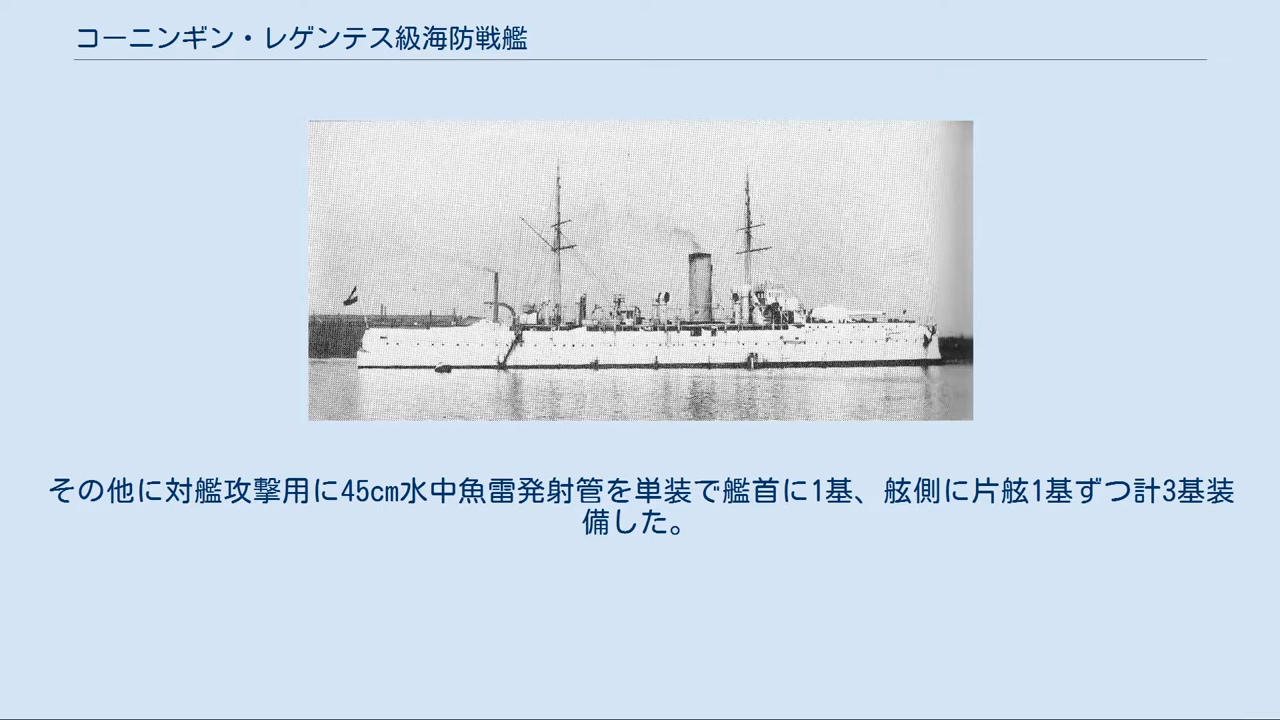 コーニンギン・レゲンテス級海防戦艦
その他に対艦攻撃用に45cm水中魚雷発射管を単装で艦首に1基、舷側に片舷1基ずつ計3基装
備した。